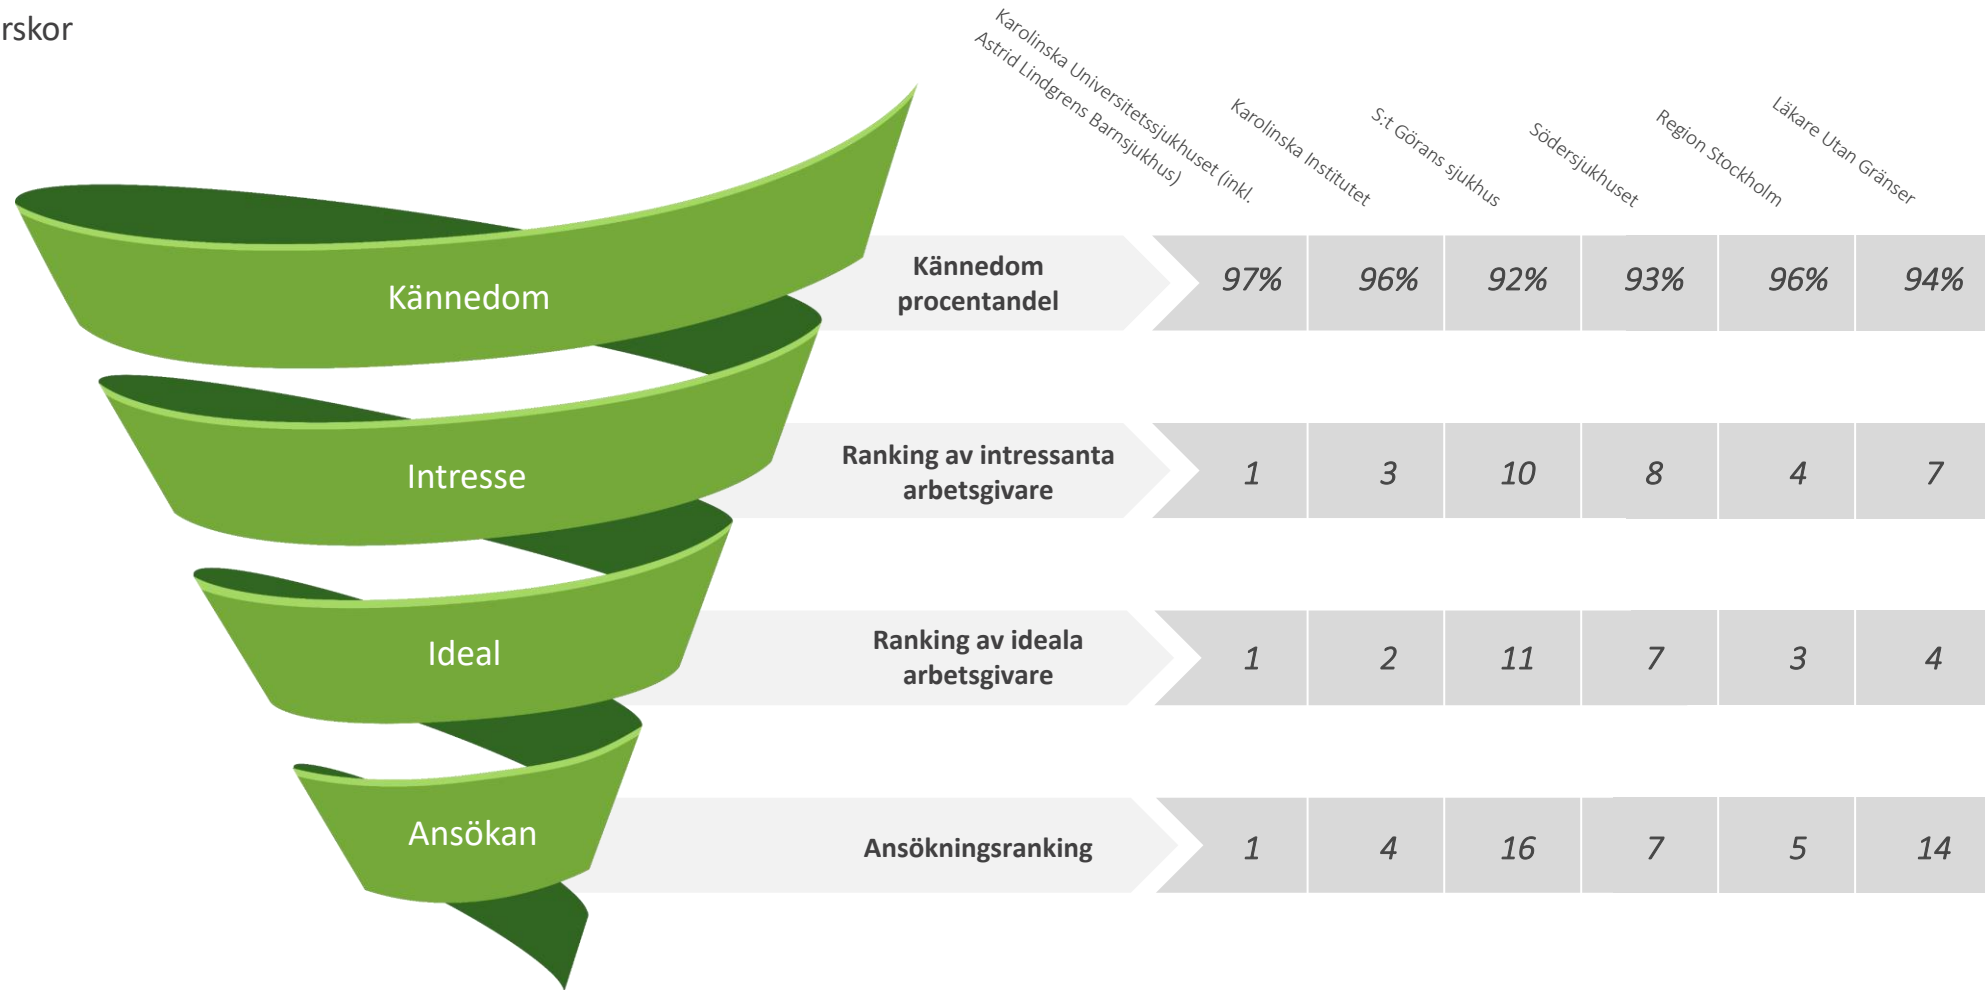 rskor
Karolinska Universitetssjukhuset (inkl.
Astrid Lindgrens Barnsjukhus)
Karolinska Institutet
S:t Görans sjukhus
Södersjukhuset
Region Stockholm
Läkare Utan Gränser
Kännedom
Kännedom
procentandel
97% 96% 92% 93% 96% 94%
Intresse
Ranking av intressanta
arbetsgivare
1 3 10 8 4 7
Ideal
Ranking av ideala
arbetsgivare
1 2 11 7 3 4
Ansökan
Ansökningsranking
1 4 16 7 5 14